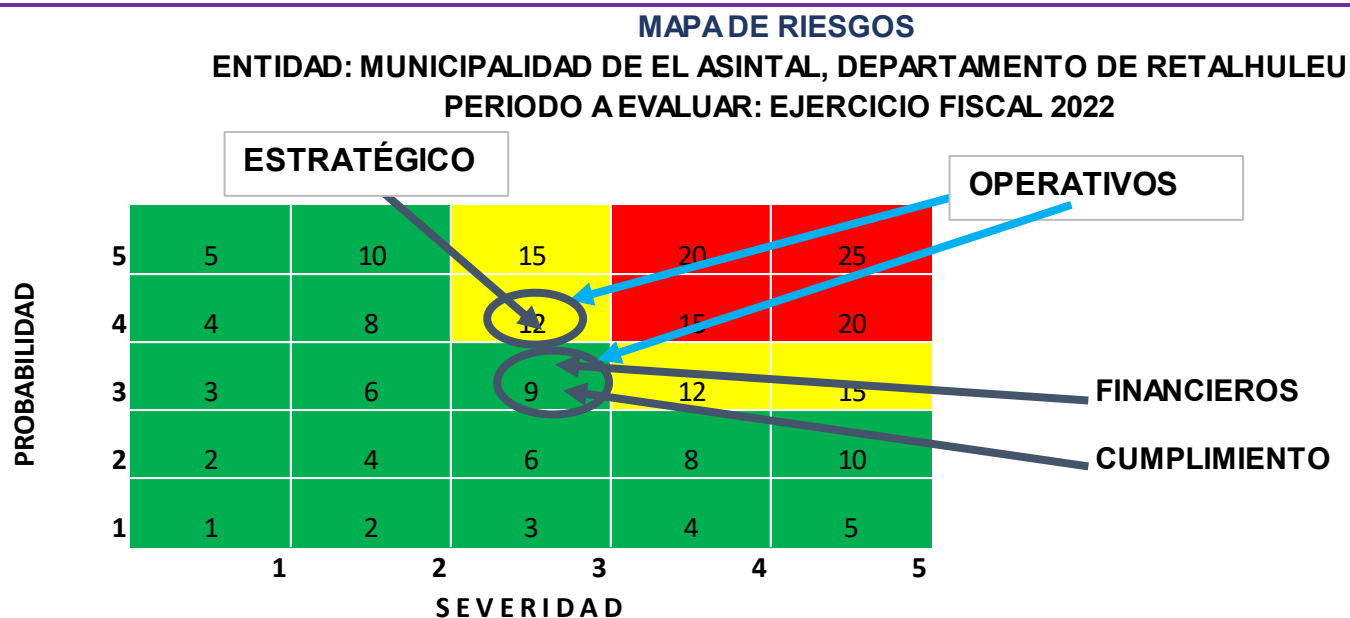 MAPA DE RIESGOS
ENTIDAD: MUNICIPALIDAD DE EL ASINTAL, DEPARTAMENTO DE RETALHULEU
PERIODO A EVALUAR: EJERCICIO FISCAL 2022
ESTRATÉGICO
OPERATIVOS
PROBABILIDAD
5 5 10 15 20 25
4 4 8 12 15 20
3 3 6 9 12 15 FINANCIEROS
2 2 4 6 8 10 CUMPLIMIENTO
1 1 2 3 4 5
1 2 3 4 5
SEVERIDAD